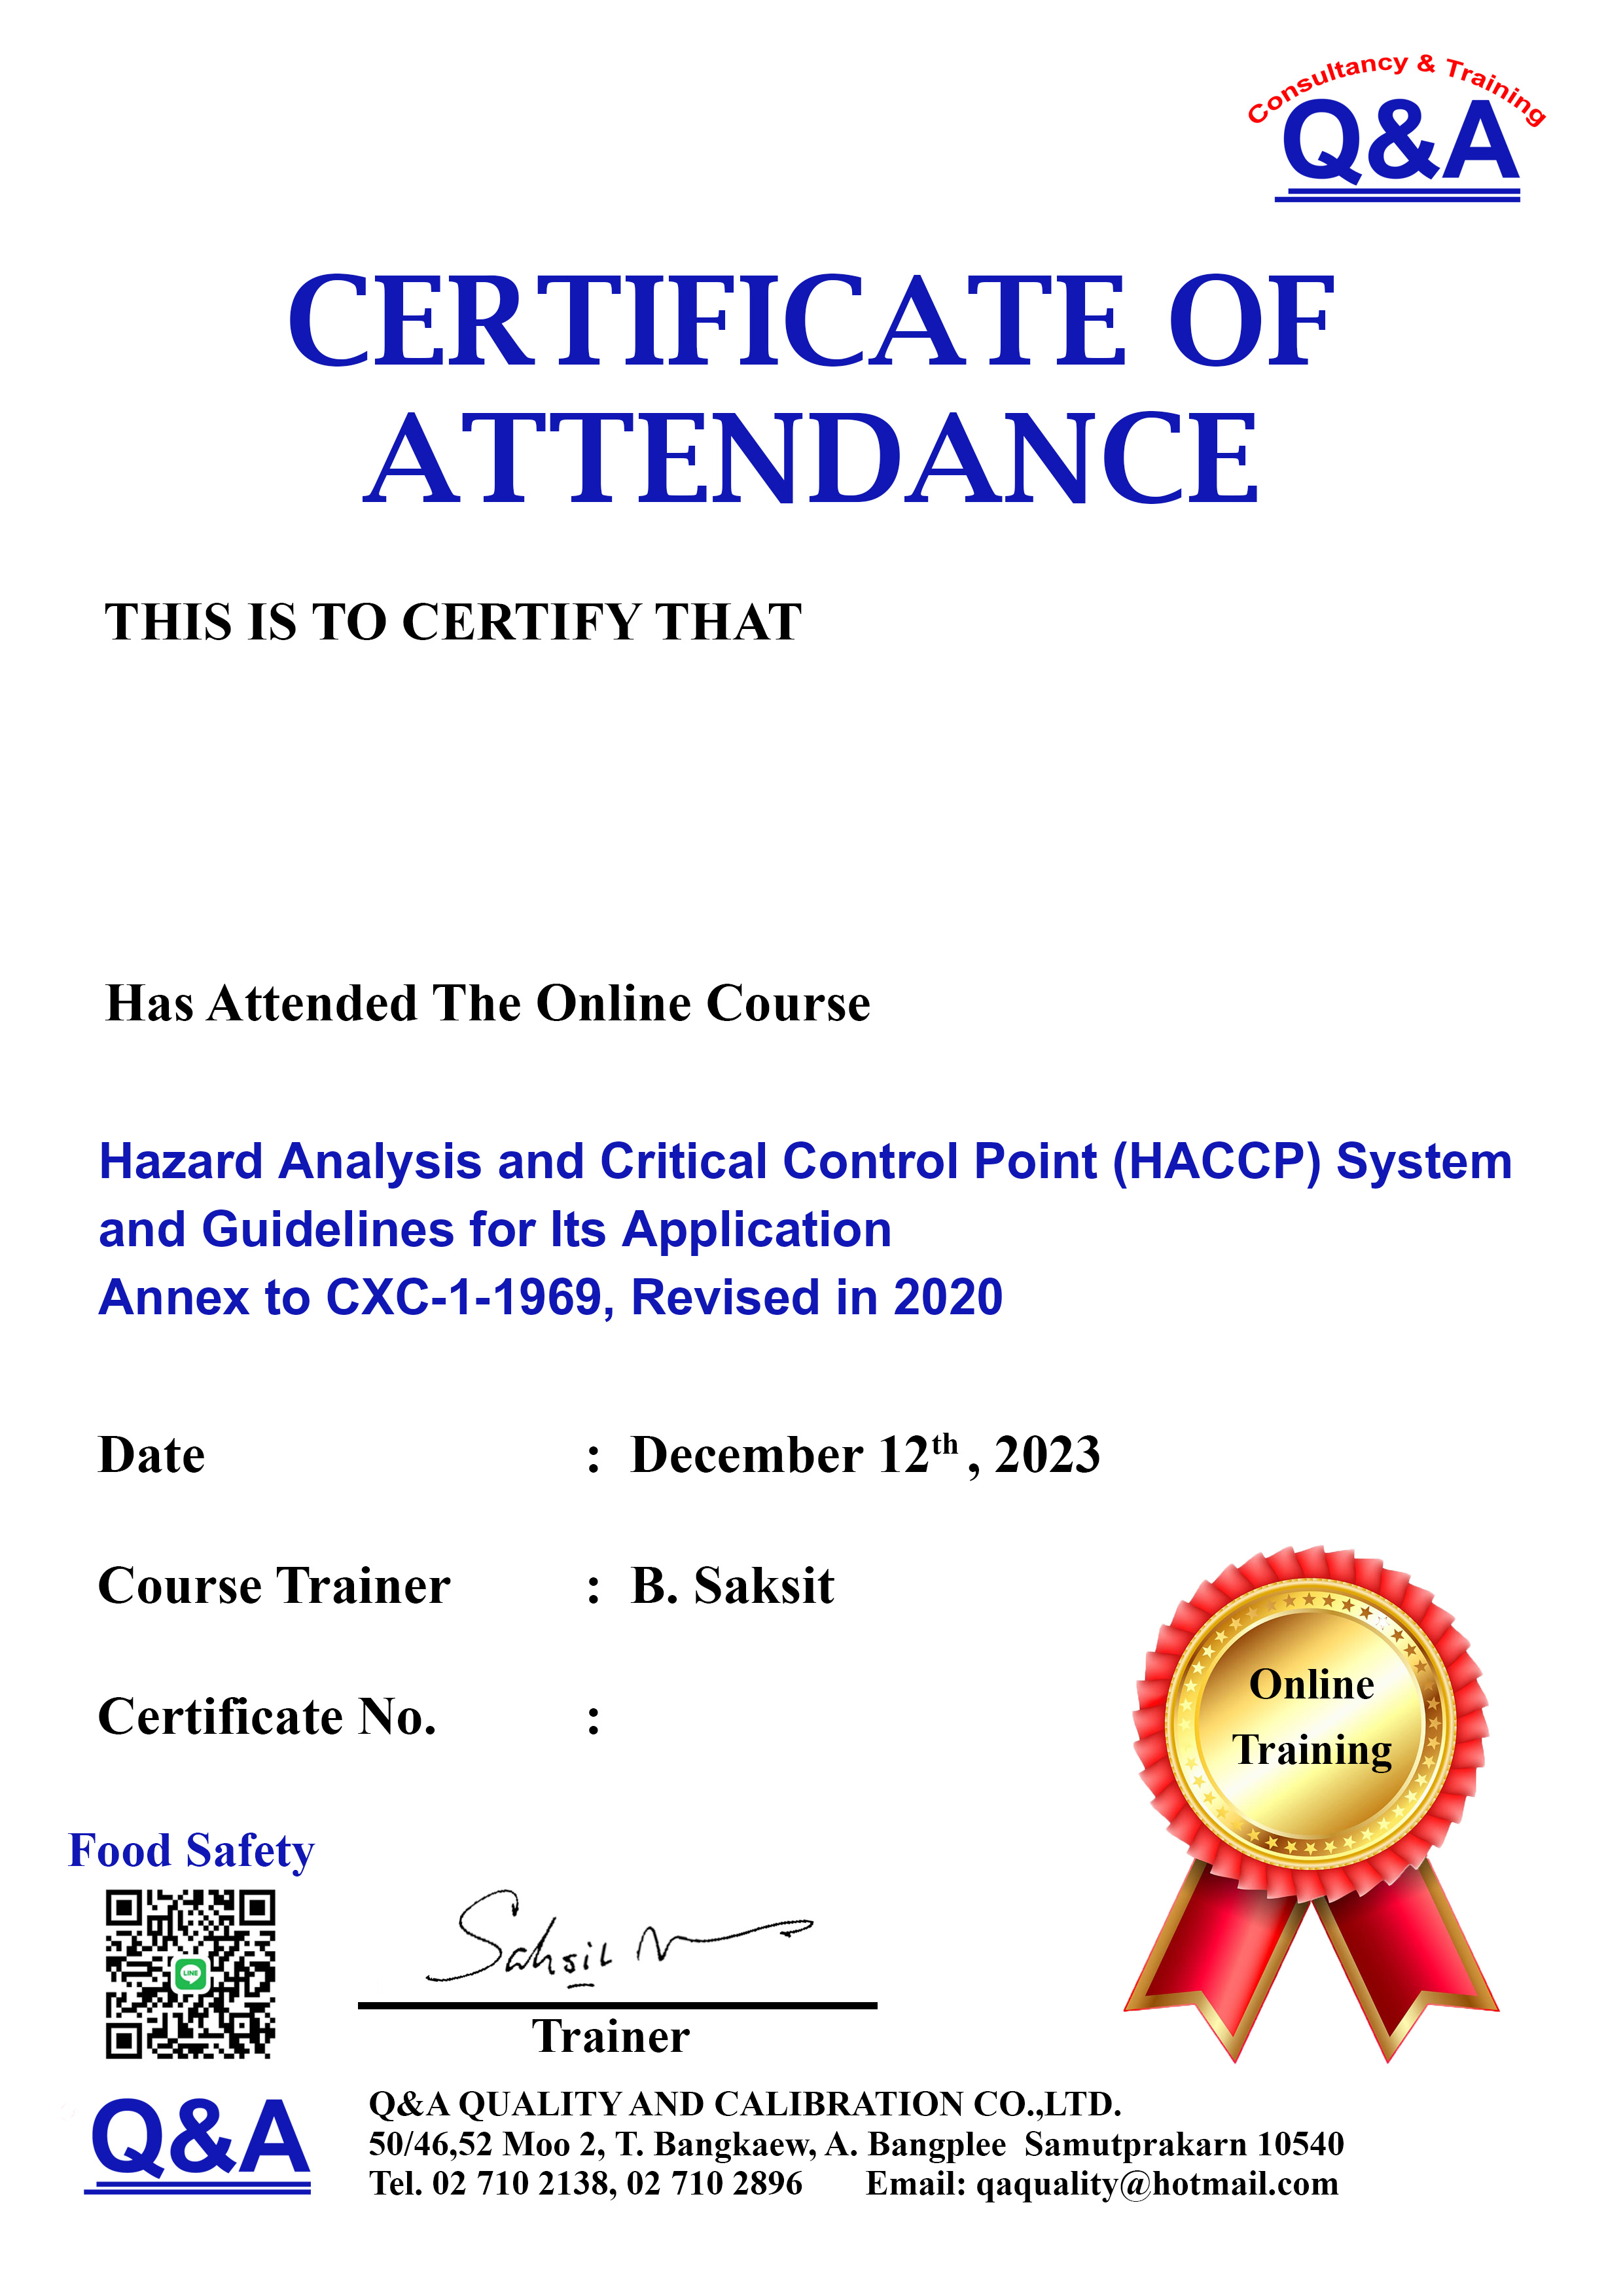 Consultancy & Training
Q&A
CERTIFICATE OF
ATTENDANCE
THIS IS TO CERTIFY THAT
Has Attended The Online Course
Hazard Analysis and Critical Control Point (HACCP) System
and Guidelines for Its Application
Annex to CXC-1-1969, Revised in 2020
Date : December 12th , 2023
Course Trainer : B. Saksit
Certificate No. :
Online
Training
Food Safety
LINE
Saksit
Trainer
Q&A
Q&A QUALITY AND CALIBRATION CO.,LTD.
50/46,52 Moo 2, T. Bangkaew, A. Bangplee Samutprakarn 10540
Tel. 02 710 2138, 02 710 2896 Email: qaquality@hotmail.com